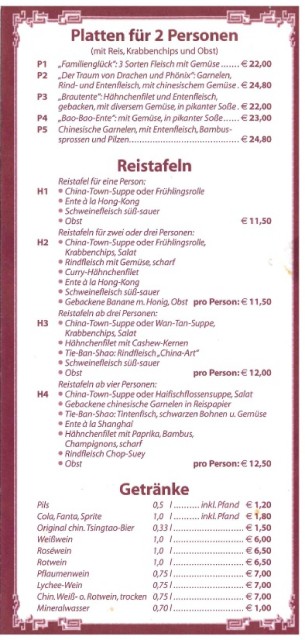 Platten für 2 Personen
(mit Reis, Krabbenchips und Obst)
P1 „Familienglück": 3 Sorten Fleisch mit Gemüse....... € 22,00
P2 „Der Traum von Drachen und Phönix": Garnelen,
Rind- und Entenfleisch, mit chinesischem Gemüse . € 24,80
P3 „Brautente": Hähnchenfilet und Entenfleisch,
gebacken, mit diversem Gemüse, in pikanter Soße . € 22,00
P4 „Bao-Bao-Ente": mit Gemüse, in pikanter Soße ..... € 23,00
P5 Chinesische Garnelen, mit Entenfleisch, Bambus-
sprossen und Pilzen................................. € 24,80
Reistafeln
Reistafel für eine Person:
H1 * China-Town-Suppe oder Frühlingsrolle
* Ente à la Hong-Kong
* Schweinefleisch süß-sauer
* Obst € 11,50
Reistafeln für zwei oder drei Personen:
H2 * China-Town-Suppe oder Frühlingsrolle,
Krabbenchips, Salat
* Rindfleisch mit Gemüse, scharf
* Curry-Hähnchenfilet
* Ente à la Hong-Kong
* Schweinefleisch süß-sauer
* Gebackene Banane m. Honig, Obst pro Person: € 11,50
Reistafeln ab drei Personen:
H3 * China-Town-Suppe oder Wan-Tan-Suppe,
Krabbenchips, Salat
* Hähnchenfilet mit Cashew-Kernen
* Tie-Ban-Shao: Rindfleisch „China-Art"
* Schweinefleisch süß-sauer
* Obst pro Person: € 12,00
Reistafeln ab vier Personen:
H4 * China-Town-Suppe oder Haifischflossensuppe, Salat
* Gebackene chinesische Garnelen in Reispapier
* Tie-Ban-Shao: Tintenfisch, schwarzen Bohnen u. Gemüse
* Ente à la Shanghai
* Hähnchenfilet mit Paprika, Bambus,
Champignons, scharf
* Rindfleisch Chop-Suey
* Obst pro Person: € 12,50
Getränke
Pils 0,5 l .......... inkl. Pfand € 1,20
Cola, Fanta, Sprite 1,0 l .......... inkl. Pfand € 1,80
Original chin. Tsingtao-Bier 0,33 l ......................... € 1,50
Weißwein 1,0 l ......................... € 6,00
Roséwein 1,0 l ......................... € 6,50
Rotwein 1,0 l ......................... € 6,50
Pflaumenwein 0,75 l ......................... € 7,00
Lychee-Wein 0,75 l ......................... € 7,00
Chin. Weiß- o. Rotwein, trocken 0,75 l ......................... € 7,00
Mineralwasser 0,70 l ......................... € 1,00